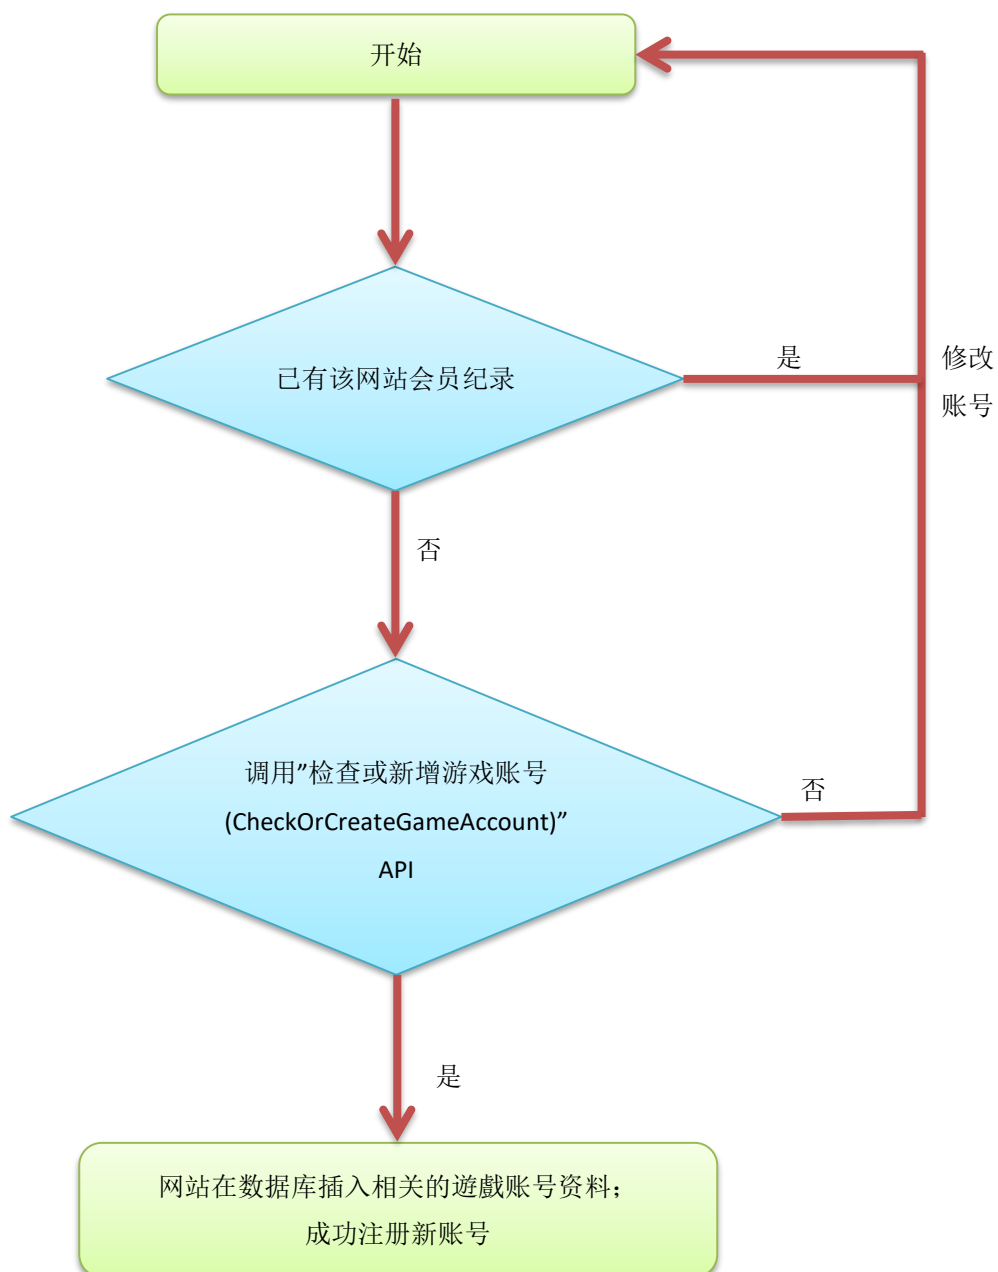 开始
已有该网站会员纪录
是
修改
账号
否
调用”检查或新增游戏账号
(CheckOrCreateGameAccount)”
API
否
是
网站在数据库插入相关的遊戲账号资料；
成功注册新账号